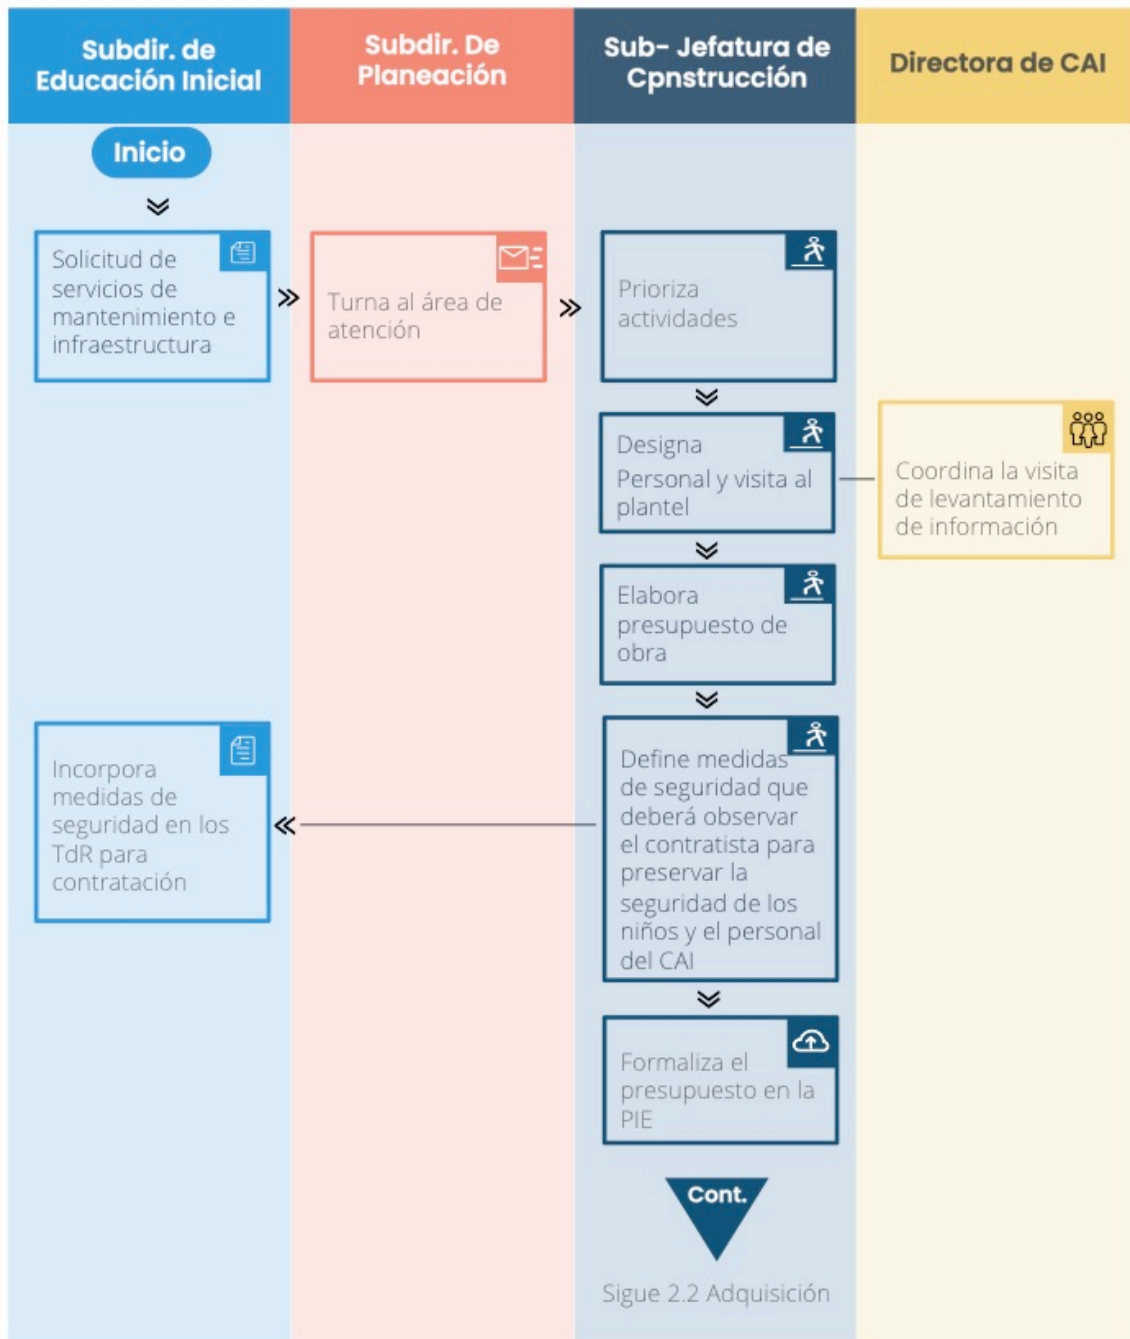 Subdir. de
Educación Inicial
Subdir. De
Planeación
Sub- Jefatura de
Cpnstrucción
Directora de CAI
Inicio
Solicitud de
servicios de
mantenimiento e
infraestructura
Turna al área de
atención
Prioriza
actividades
Designa
Personal y visita al
plantel
Coordina la visita
de levantamiento
de información
Elabora
presupuesto de
obra
Define medidas
de seguridad que
deberá observar
el contratista para
preservar la
seguridad de los
niños y el personal
del CAI
Incorpora
medidas de
seguridad en los
TdR para
contratación
Formaliza el
presupuesto en la
PIE
Cont.
Sigue 2.2 Adquisición